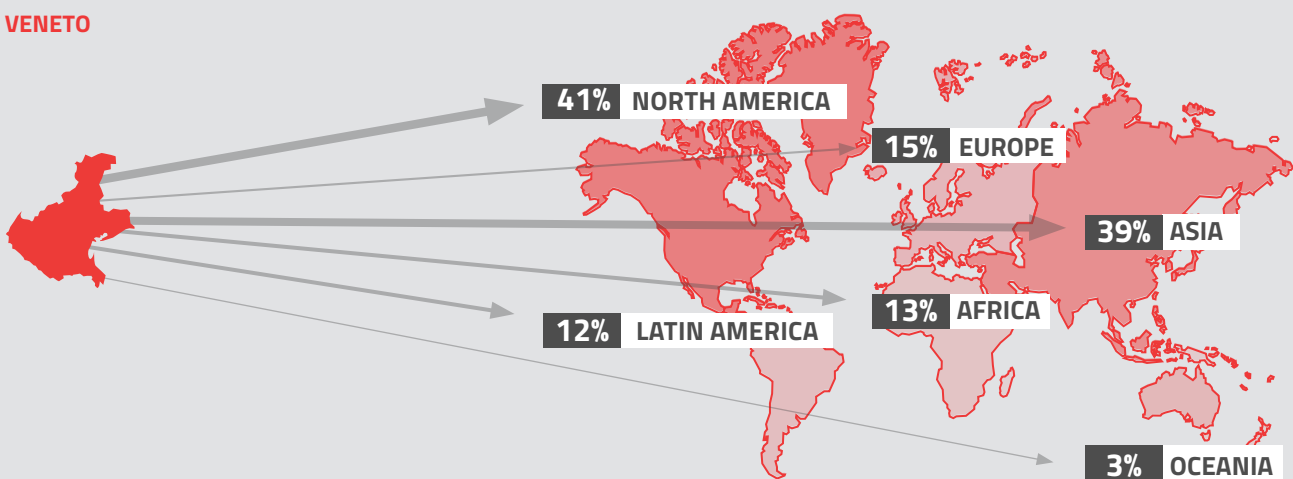 VENETO
41% NORTH AMERICA
15% EUROPE
39% ASIA
13% AFRICA
12% LATIN AMERICA
3% OCEANIA